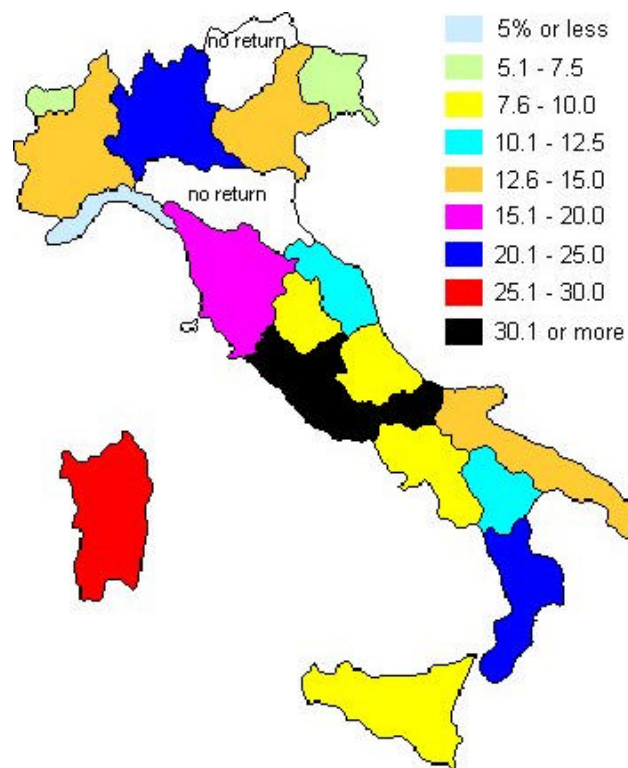 no return
no return
5% or less
5.1 - 7.5
7.6 - 10.0
10.1 - 12.5
12.6 - 15.0
15.1 - 20.0
20.1 - 25.0
25.1 - 30.0
30.1 or more